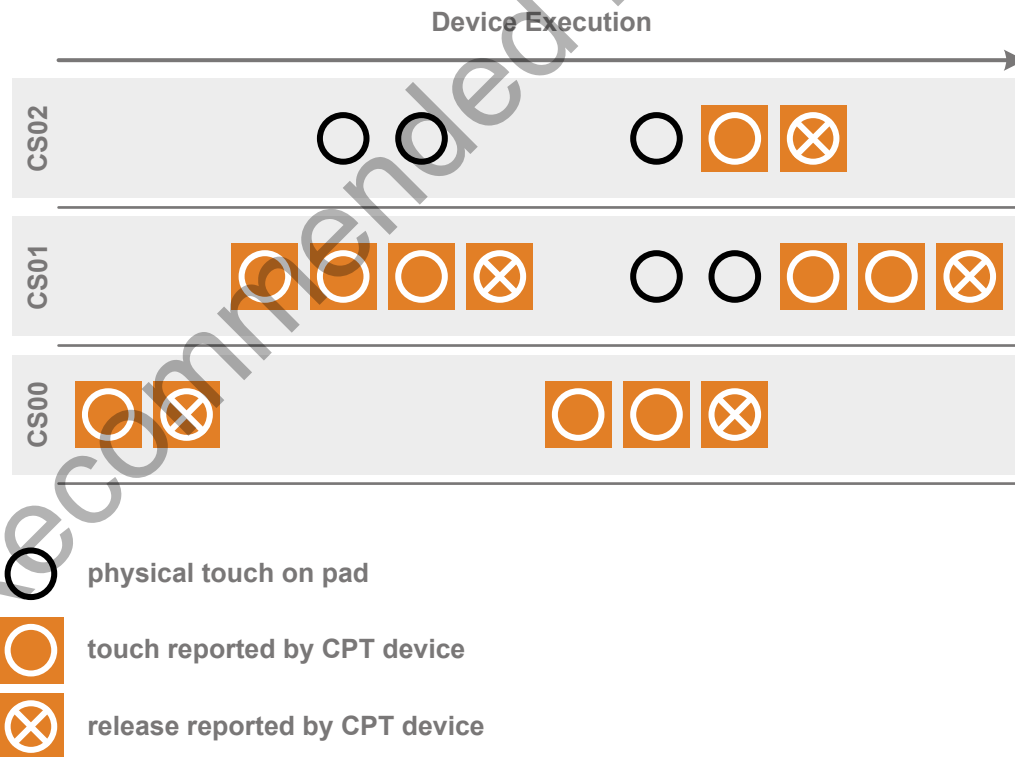 Device Execution
CS02
CS01
CS00
physical touch on pad
touch reported by CPT device
release reported by CPT device